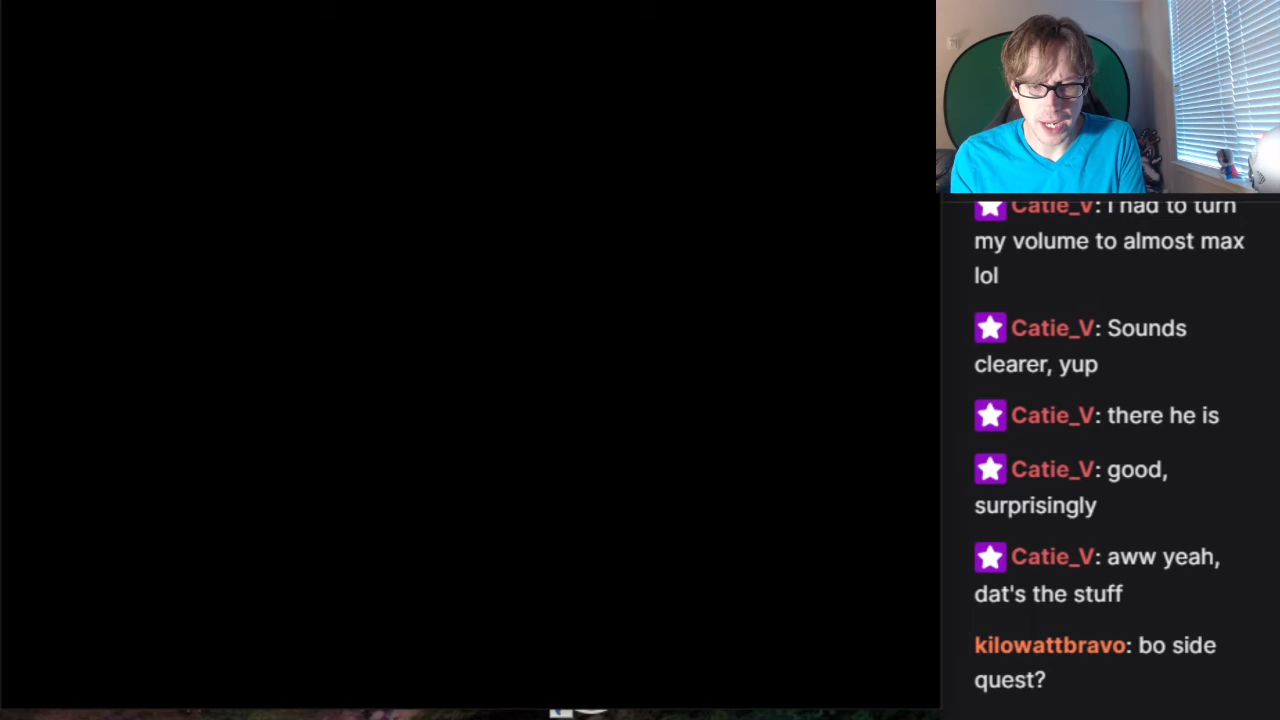 Catie_V: I had to turn
my volume to almost max
lol
Catie_V: Sounds
clearer, yup
Catie_V: there he is
Catie_V: good,
surprisingly
Catie_V: aww yeah,
dat's the stuff
kilowattbravo: bo side
quest?